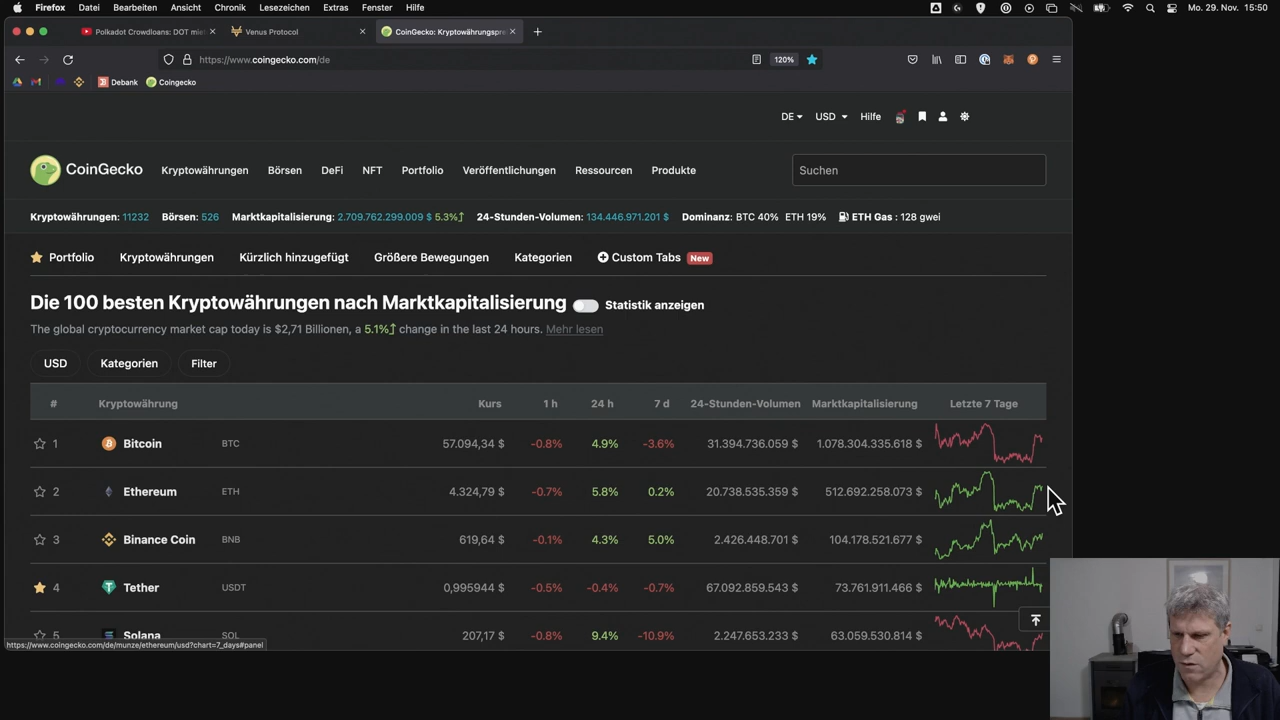 Firefox Datei Bearbeiten Ansicht Chronik Lesezeichen Extras Fenster Hilfe Mo. 29. Nov. 15:50
Polkadot Crowdloans: DOT mie Venus Protocol CoinGecko: Kryptowährungspre
https://www.coingecko.com/de 120%
Debank Coingecko
DE USD Hilfe
CoinGecko Kryptowährungen Börsen DeFi NFT Portfolio Veröffentlichungen Ressourcen Produkte Suchen
Kryptowährungen: 11232 Börsen: 526 Marktkapitalisierung: 2.709.762.299.009 $ 5.3% 24-Stunden-Volumen: 134.446.971.201 $ Dominanz: BTC 40% ETH 19% ETH Gas : 128 gwei
Portfolio Kryptowährungen Kürzlich hinzugefügt Größere Bewegungen Kategorien Custom Tabs New
Die 100 besten Kryptowährungen nach Marktkapitalisierung Statistik anzeigen
The global cryptocurrency market cap today is $2,71 Billionen, a 5.1% change in the last 24 hours. Mehr lesen
USD Kategorien Filter
# Kryptowährung Kurs 1 h 24 h 7 d 24-Stunden-Volumen Marktkapitalisierung Letzte 7 Tage
1 Bitcoin BTC 57.094,34 $ -0.8% 4.9% -3.6% 31.394.736.059 $ 1.078.304.335.618 $
2 Ethereum ETH 4.324,79 $ -0.7% 5.8% 0.2% 20.738.535.359 $ 512.692.258.073 $
3 Binance Coin BNB 619,64 $ -0.1% 4.3% 5.0% 2.426.448.701 $ 104.178.521.677 $
4 Tether USDT 0,995944 $ -0.5% -0.4% -0.7% 67.092.859.543 $ 73.761.911.466 $
5 Solana SOL 207,17 $ -0.8% 9.4% -10.9% 2.247.653.233 $ 63.059.530.814 $
https://www.coingecko.com/de/munze/ethereum/usd?chart=7_days#panel